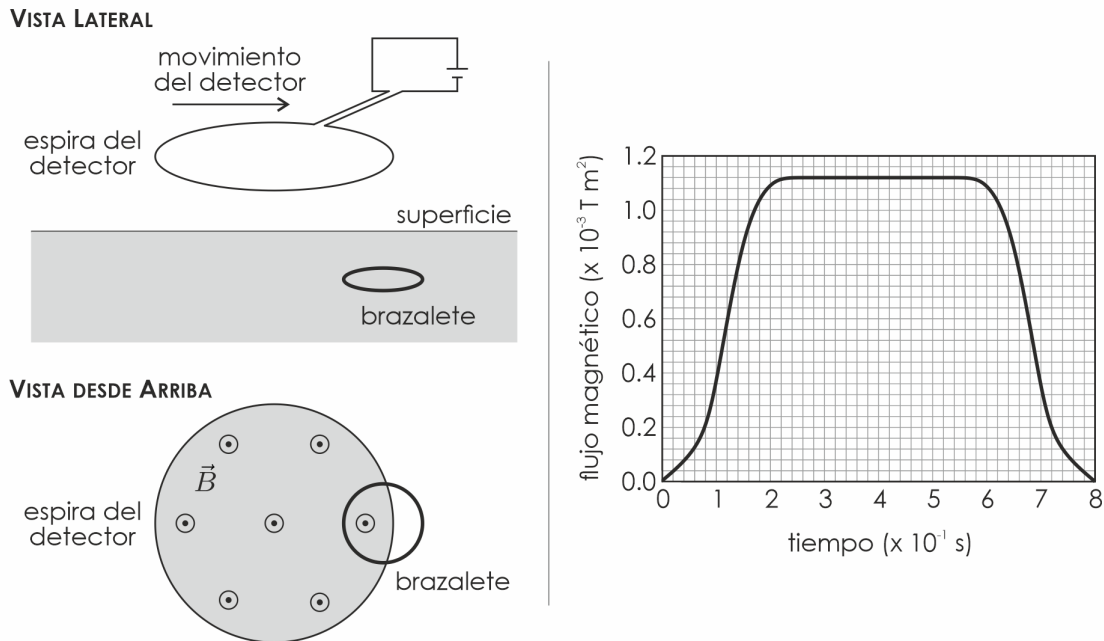 VISTA LATERAL
movimiento
del detector
espira del
detector
superficie
brazalete
VISTA DESDE ARRIBA
B
espira del
detector
brazalete
flujo magnético (x 10⁻³ T m²)
1.2
1.0
0.8
0.6
0.4
0.2
0.0
0 1 2 3 4 5 6 7 8
tiempo (x 10⁻¹ s)